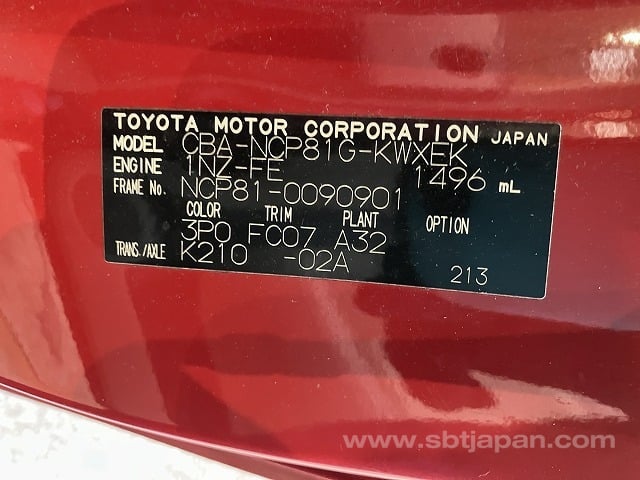 TOYOTA MOTOR CORPORATION JAPAN
MODEL CBA-NCP81G-KWXEK
ENGINE 1NZ-FE 1496 mL
FRAME No. NCP81-0090901
COLOR TRIM PLANT OPTION
3P0 FC07 A32
TRANS./AXLE K210 -02A
213
www.sbtjapan.com